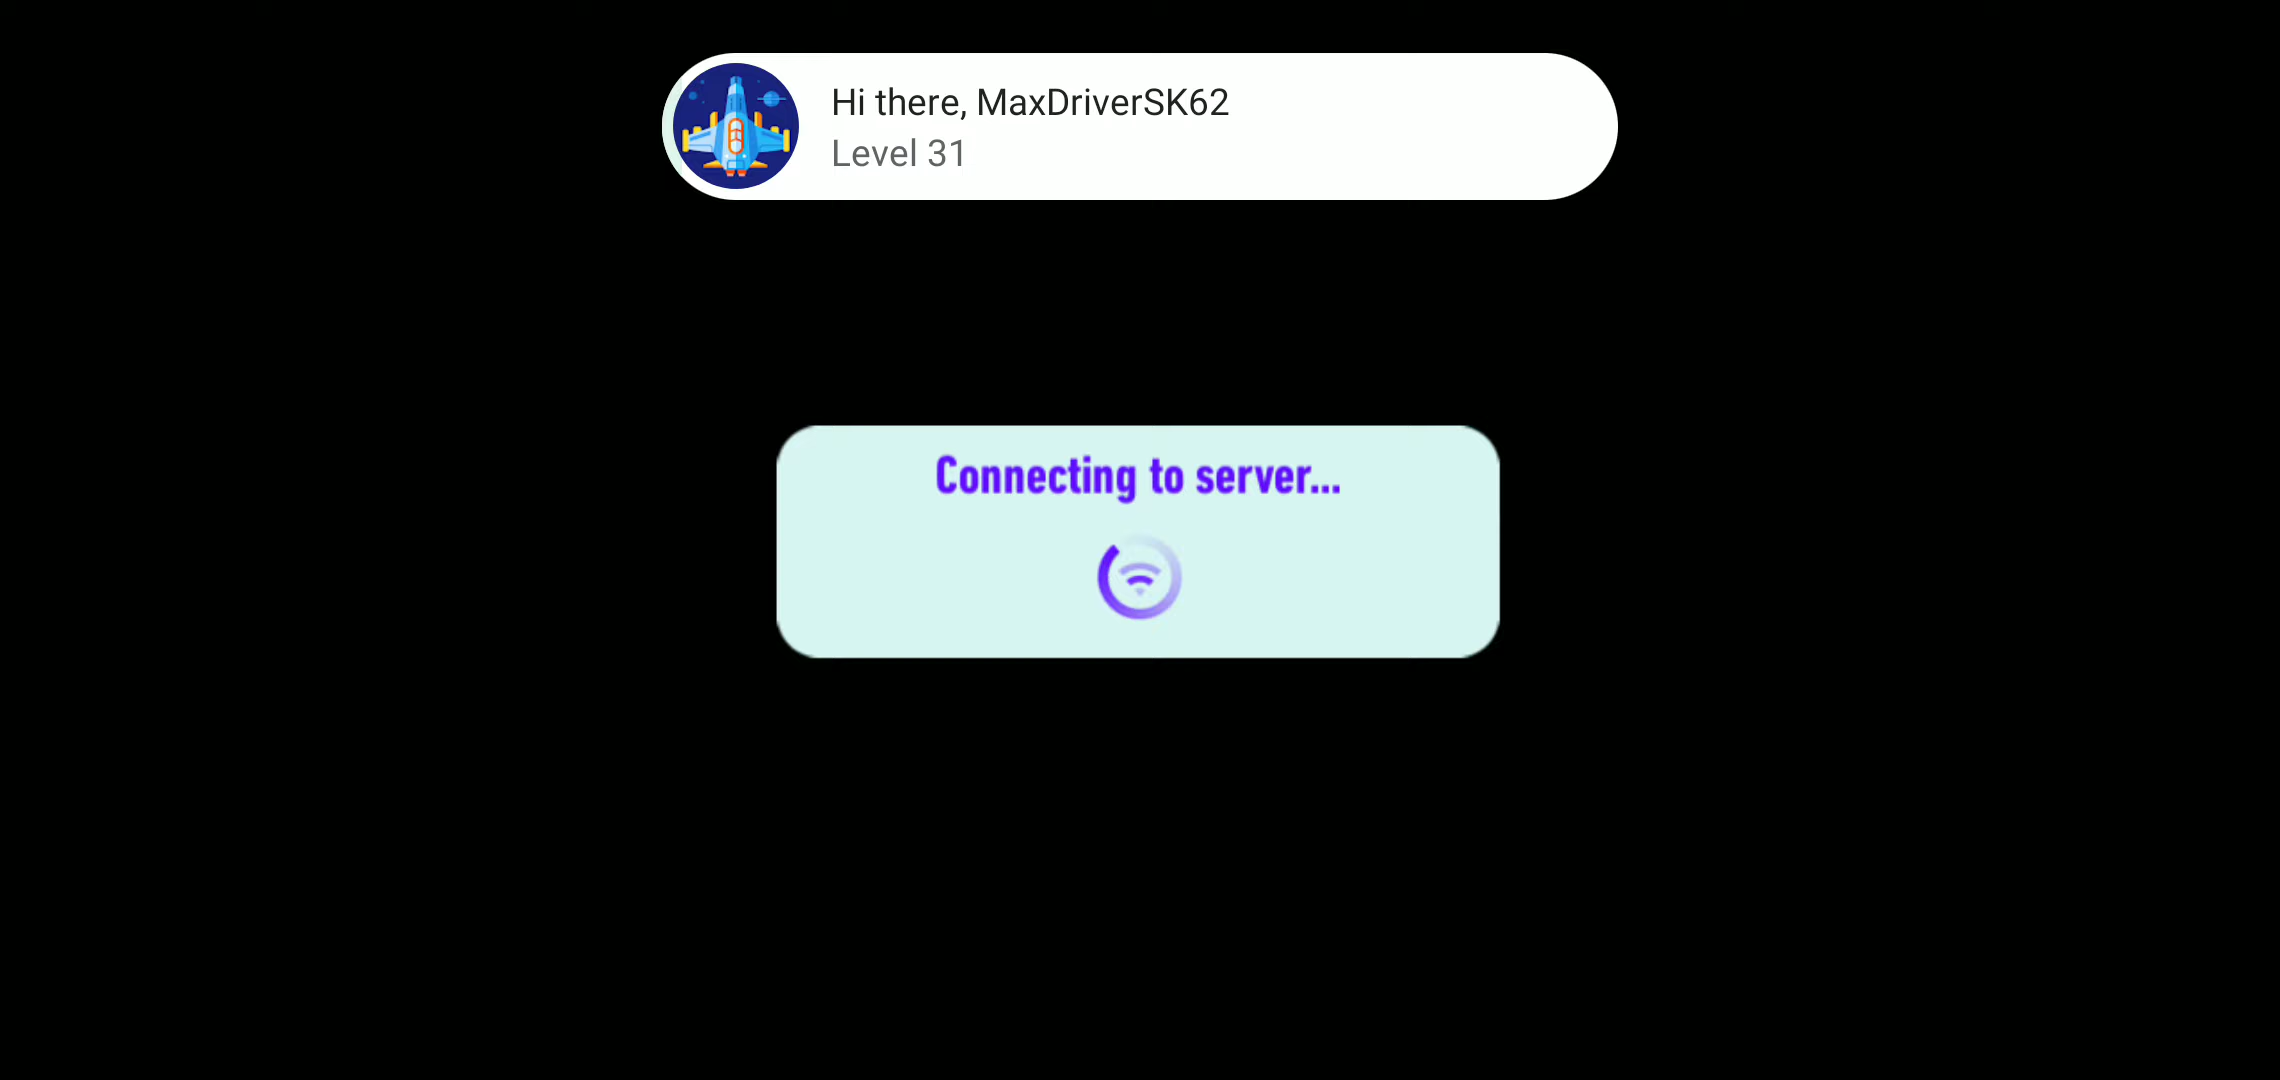 Hi there, MaxDriverSK62
Level 31
Connecting to server...